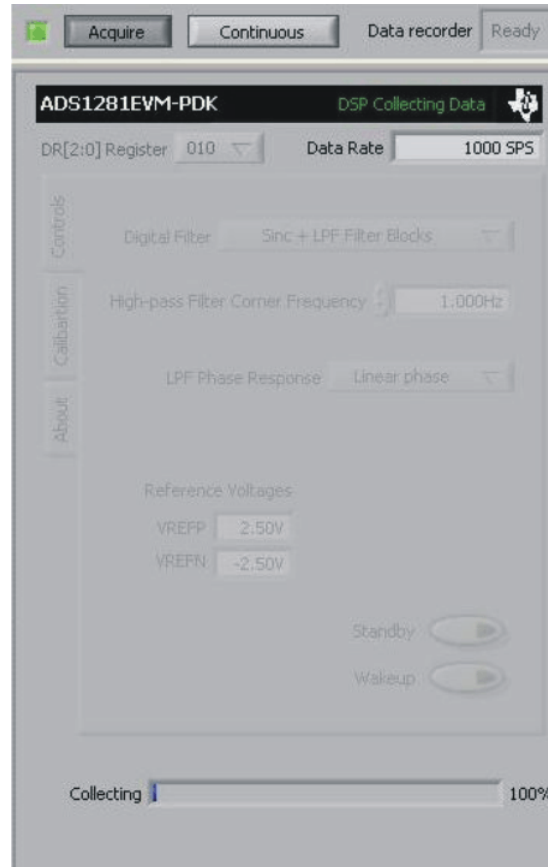 Acquire Continuous Data recorder Ready
ADS1281EVM-PDK DSP Collecting Data
DR[2:0] Register 010 Data Rate 1000 SPS
Controls
Calibartion
About
Digital Filter Sinc + LPF Filter Blocks
High-pass Filter Corner Frequency 1.000Hz
LPF Phase Response Linear phase
Reference Voltages
VREFP 2.50V
VREFN -2.50V
Standby
Wakeup
Collecting 100%